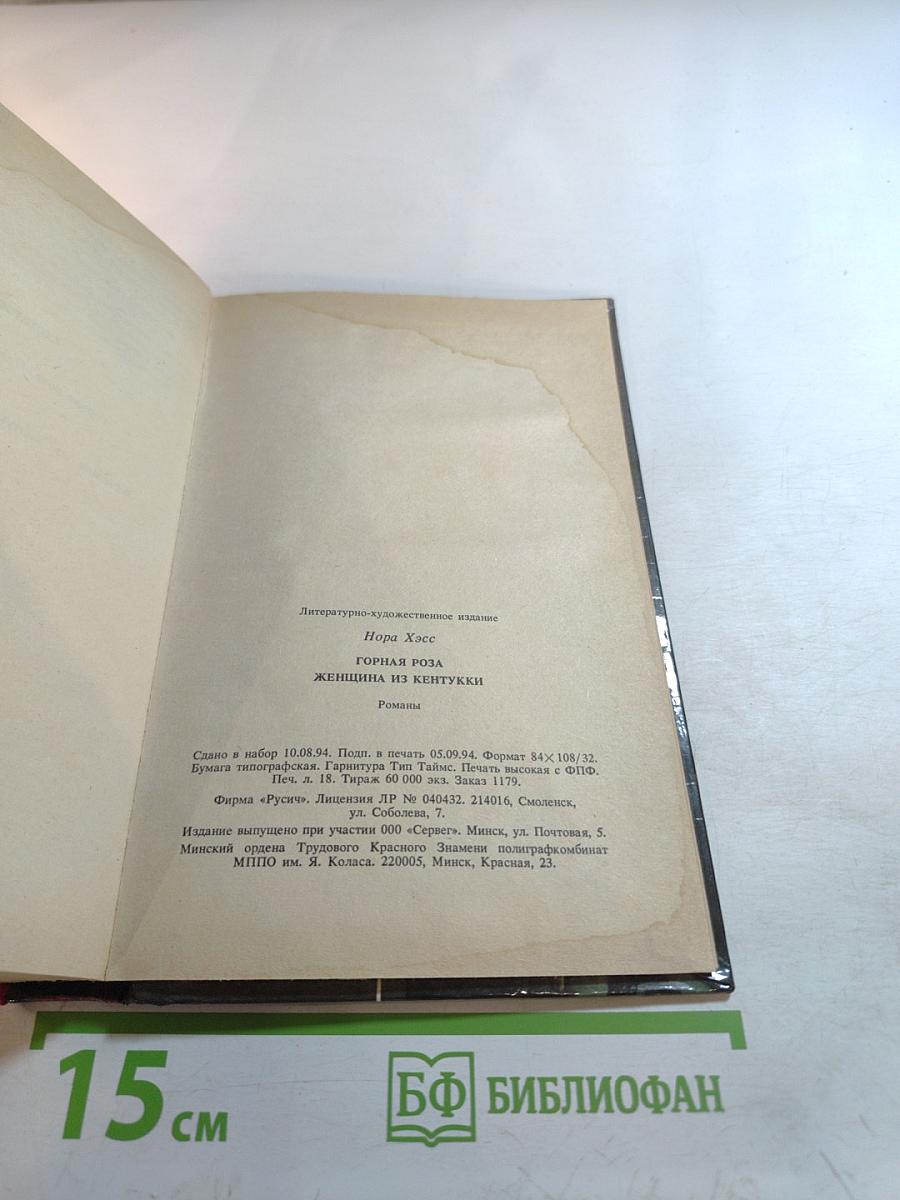 Литературно-художественное издание
Нора Хэсс
ГОРНАЯ РОЗА
ЖЕНЩИНА ИЗ КЕНТУККИ
Романы
Сдано в набор 10.08.94. Подп. в печать 05.09.94. Формат 84×108/32.
Бумага типографская. Гарнитура Тип Таймс. Печать высокая с ФПФ.
Печ. л. 18. Тираж 60 000 экз. Заказ 1179.
Фирма «Русич». Лицензия ЛР № 040432. 214016, Смоленск,
ул. Соболева, 7.
Издание выпущено при участии ООО «Сервег». Минск, ул. Почтовая, 5.
Минский ордена Трудового Красного Знамени полиграфкомбинат
МППО им. Я. Коласа. 220005, Минск, Красная, 23.
15 см
БФ БИБЛИОФАН